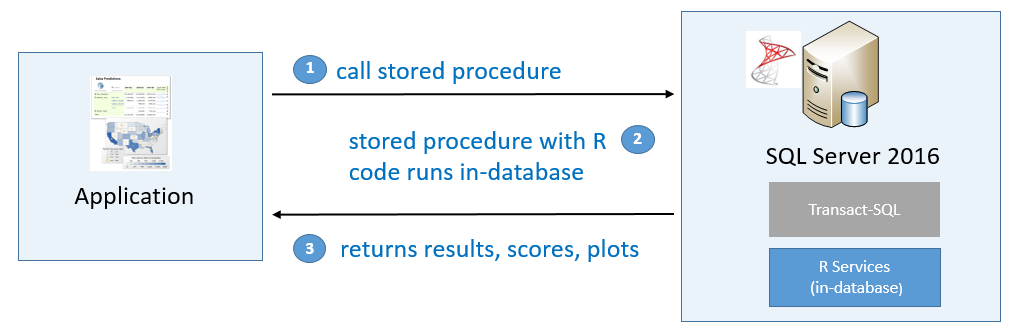 Sales Predictions
Application
1 call stored procedure
stored procedure with R 2
code runs in-database
3 returns results, scores, plots
SQL Server 2016
Transact-SQL
R Services
(in-database)